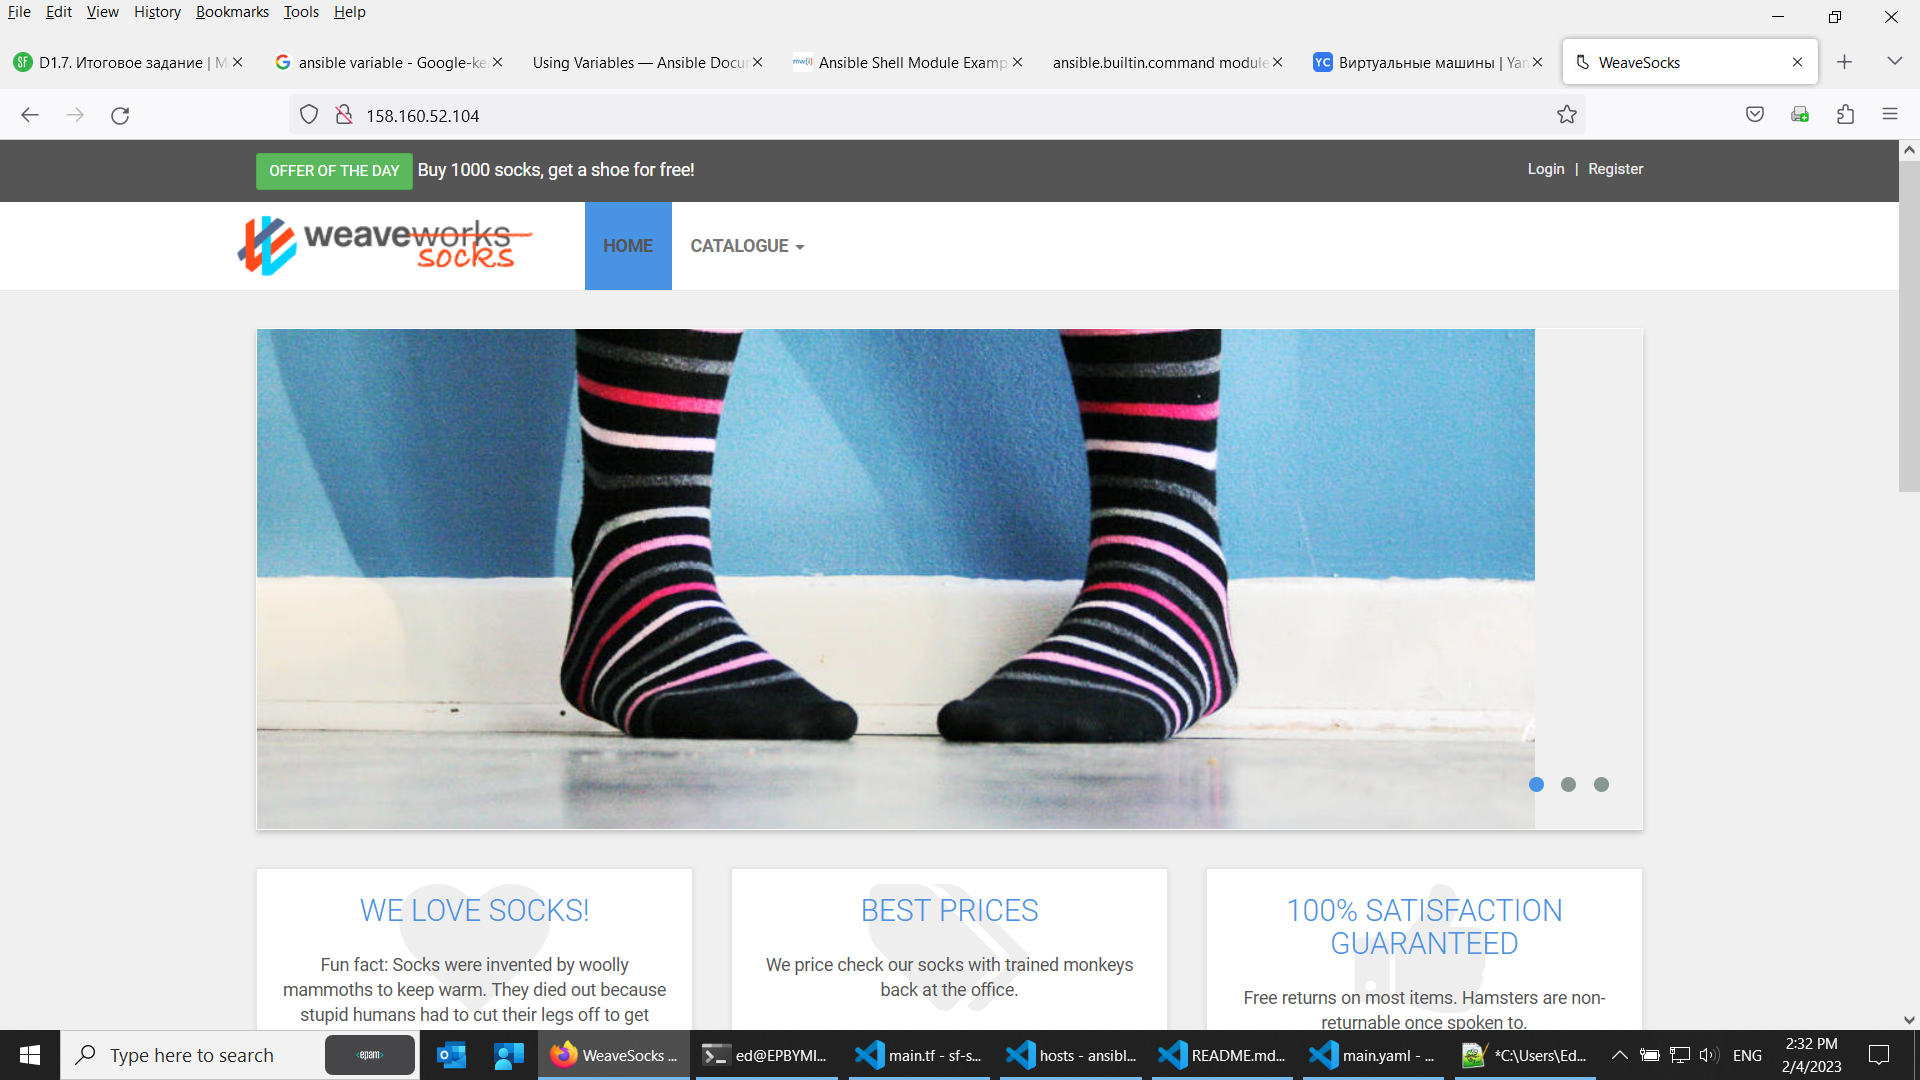 File Edit View History Bookmarks Tools Help
D1.7. Итоговое задание | M
ansible variable - Google-ke
Using Variables — Ansible Docu
Ansible Shell Module Examp
ansible.builtin.command module
Виртуальные машины | Yan
WeaveSocks
158.160.52.104
OFFER OF THE DAY Buy 1000 socks, get a shoe for free!
Login | Register
weaveworks
socks
HOME CATALOGUE
WE LOVE SOCKS!
Fun fact: Socks were invented by woolly
mammoths to keep warm. They died out because
stupid humans had to cut their legs off to get
BEST PRICES
We price check our socks with trained monkeys
back at the office.
100% SATISFACTION
GUARANTEED
Free returns on most items. Hamsters are non-
returnable once spoken to.
Type here to search
<epam>
WeaveSocks ...
ed@EPBYMI...
main.tf - sf-s...
hosts - ansibl...
README.md...
main.yaml - ...
*C:\Users\Ed...
ENG
2:32 PM
2/4/2023